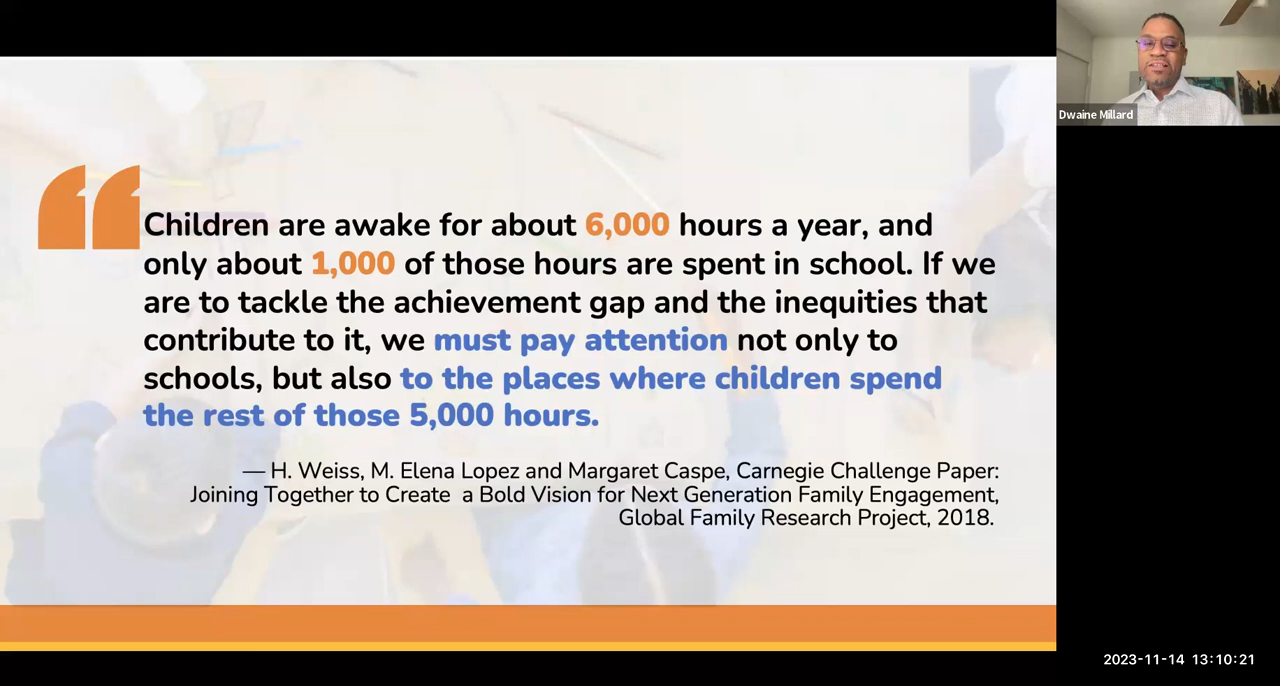 Dwaine Millard
“
Children are awake for about 6,000 hours a year, and
only about 1,000 of those hours are spent in school. If we
are to tackle the achievement gap and the inequities that
contribute to it, we must pay attention not only to
schools, but also to the places where children spend
the rest of those 5,000 hours.
— H. Weiss, M. Elena Lopez and Margaret Caspe, Carnegie Challenge Paper:
Joining Together to Create  a Bold Vision for Next Generation Family Engagement,
Global Family Research Project, 2018.
2023-11-14 13:10:21